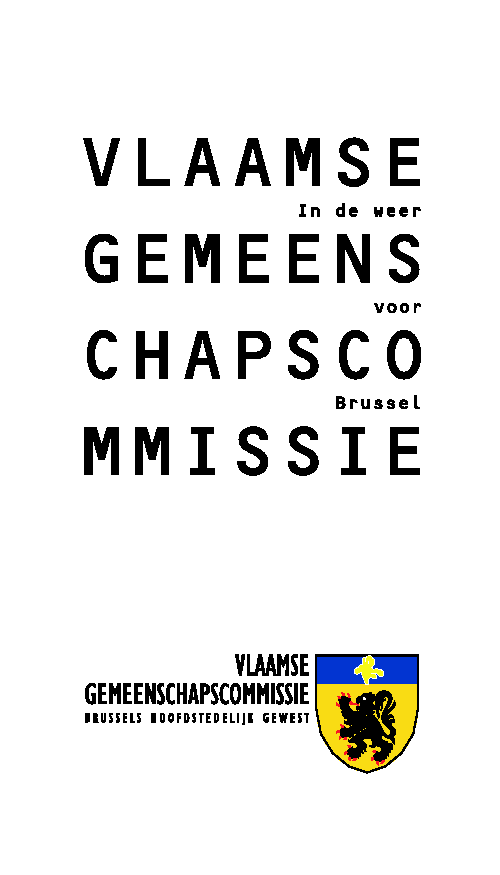 VLAAMSE
In de weer
GEMEENS
voor
CHAPSCO
Brussel
MMISSIE
VLAAMSE
GEMEENSCHAPSCOMMISSIE
BRUSSELS HOOFDSTEDELIJK GEWEST